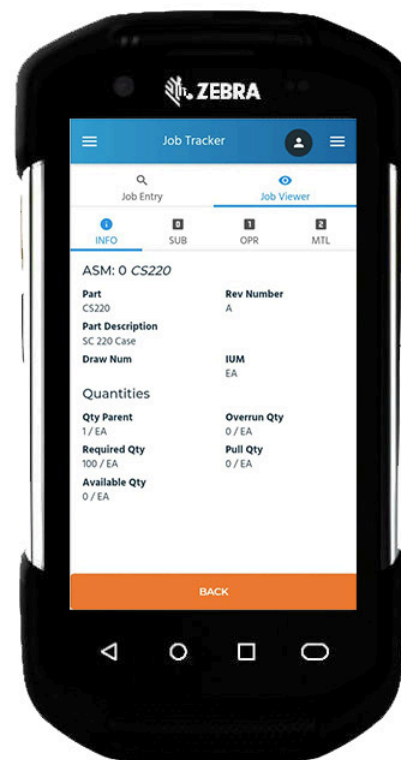 ZEBRA
Job Tracker
Job Entry
Job Viewer
INFO
0
SUB
1
OPR
2
MTL
ASM: 0 CS220
Part
Rev Number
CS220
A
Part Description
SC 220 Case
Draw Num
IUM
EA
Quantities
Qty Parent
Overrun Qty
1 / EA
0 / EA
Required Qty
Pull Qty
100 / EA
0 / EA
Available Qty
0 / EA
BACK